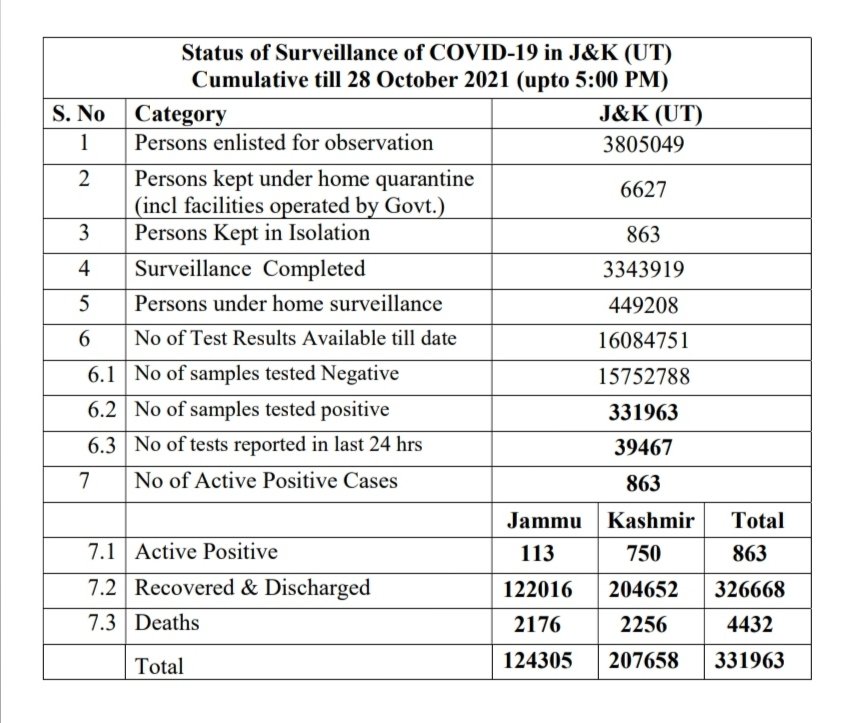 Status of Surveillance of COVID-19 in J&K (UT)
Cumulative till 28 October 2021 (upto 5:00 PM)
S. No Category J&K (UT)
1 Persons enlisted for observation 3805049
2 Persons kept under home quarantine
(incl facilities operated by Govt.) 6627
3 Persons Kept in Isolation 863
4 Surveillance Completed 3343919
5 Persons under home surveillance 449208
6 No of Test Results Available till date 16084751
6.1 No of samples tested Negative 15752788
6.2 No of samples tested positive 331963
6.3 No of tests reported in last 24 hrs 39467
7 No of Active Positive Cases 863
Jammu Kashmir Total
7.1 Active Positive 113 750 863
7.2 Recovered & Discharged 122016 204652 326668
7.3 Deaths 2176 2256 4432
Total 124305 207658 331963